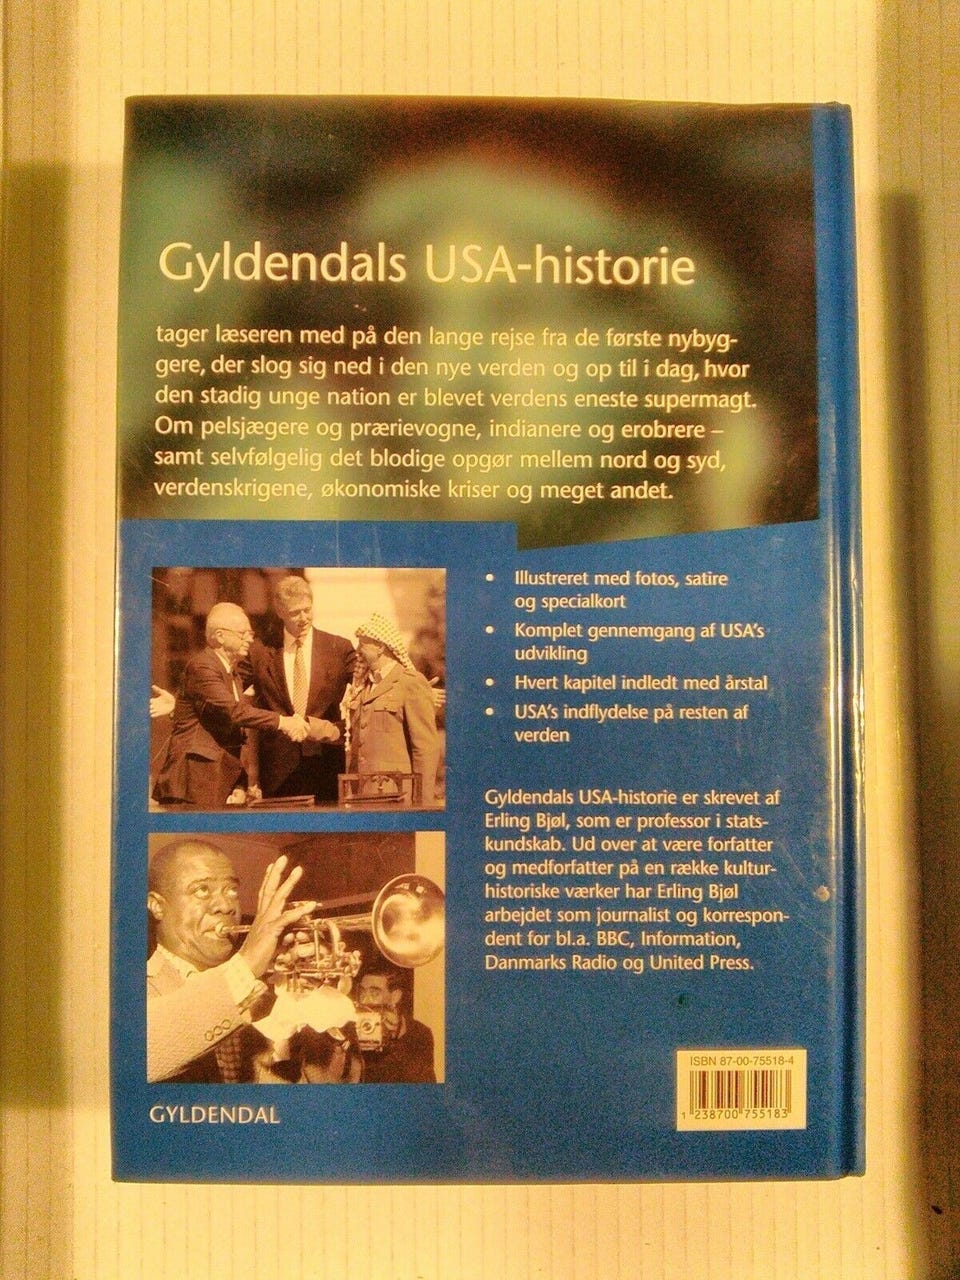 Gyldendals USA-historie
tager læseren med på den lange rejse fra de første nybyg-
gere, der slog sig ned i den nye verden og op til i dag, hvor
den stadig unge nation er blevet verdens eneste supermagt.
Om pelsjægere og prærievogne, indianere og erobrere –
samt selvfølgelig det blodige opgør mellem nord og syd,
verdenskrigene, økonomiske kriser og meget andet.
• Illustreret med fotos, satire
og specialkort
• Komplet gennemgang af USA's
udvikling
• Hvert kapitel indledt med årstal
• USA's indflydelse på resten af
verden
Gyldendals USA-historie er skrevet af
Erling Bjøl, som er professor i stats-
kundskab. Ud over at være forfatter
og medforfatter på en række kultur-
historiske værker har Erling Bjøl
arbejdet som journalist og korrespon-
dent for bl.a. BBC, Information,
Danmarks Radio og United Press.
GYLDENDAL
ISBN 87-00-75518-4
1 238700 755183